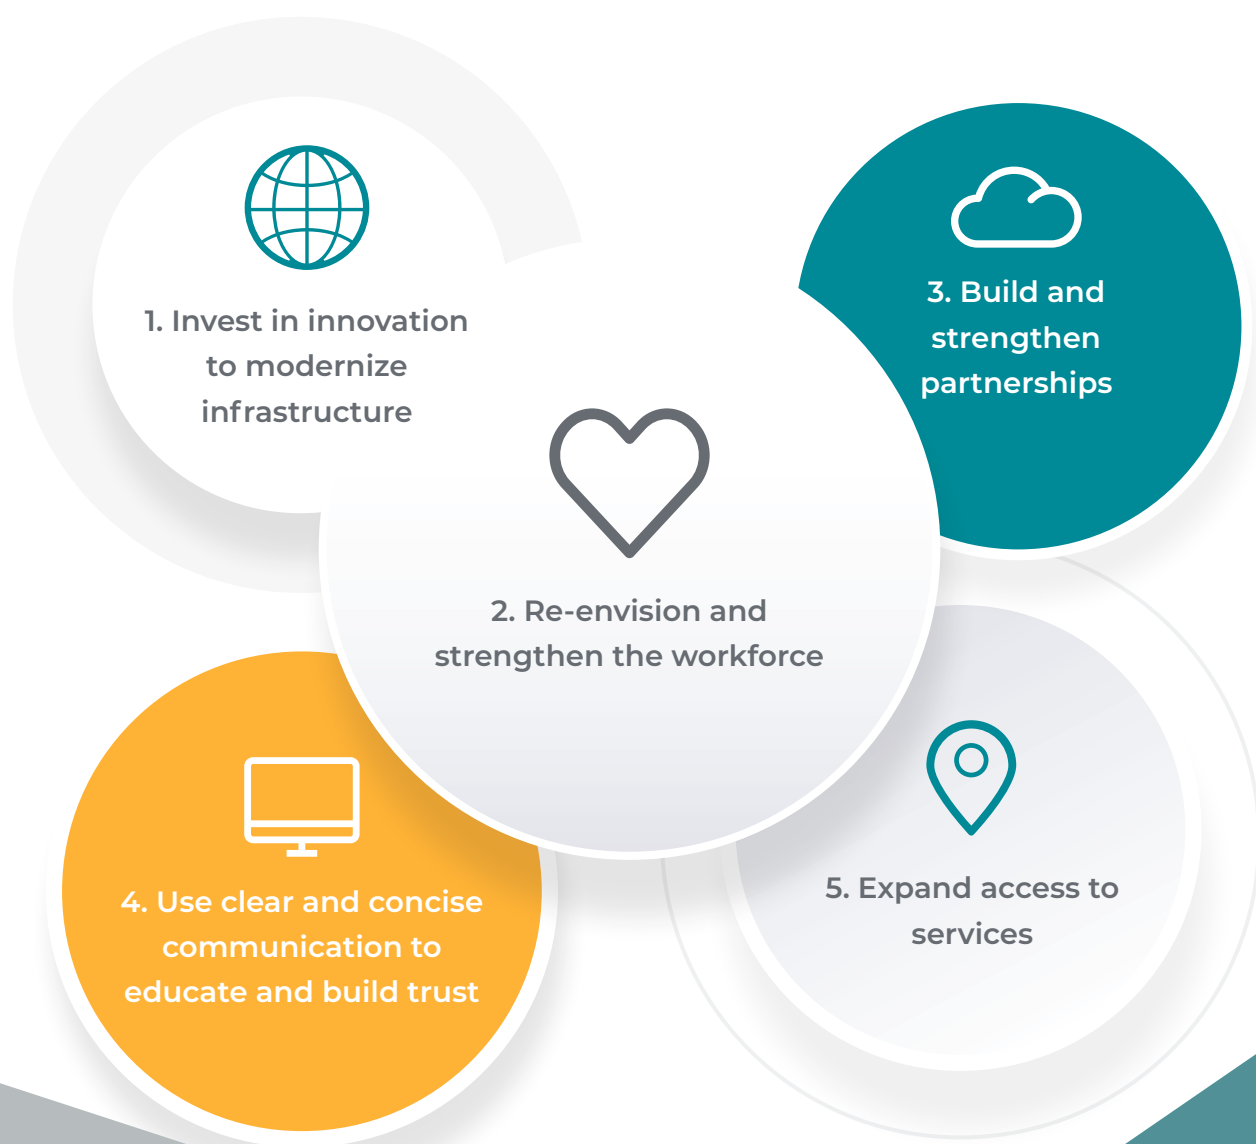 1. Invest in innovation
to modernize
infrastructure
2. Re-envision and
strengthen the workforce
3. Build and
strengthen
partnerships
4. Use clear and concise
communication to
educate and build trust
5. Expand access to
services